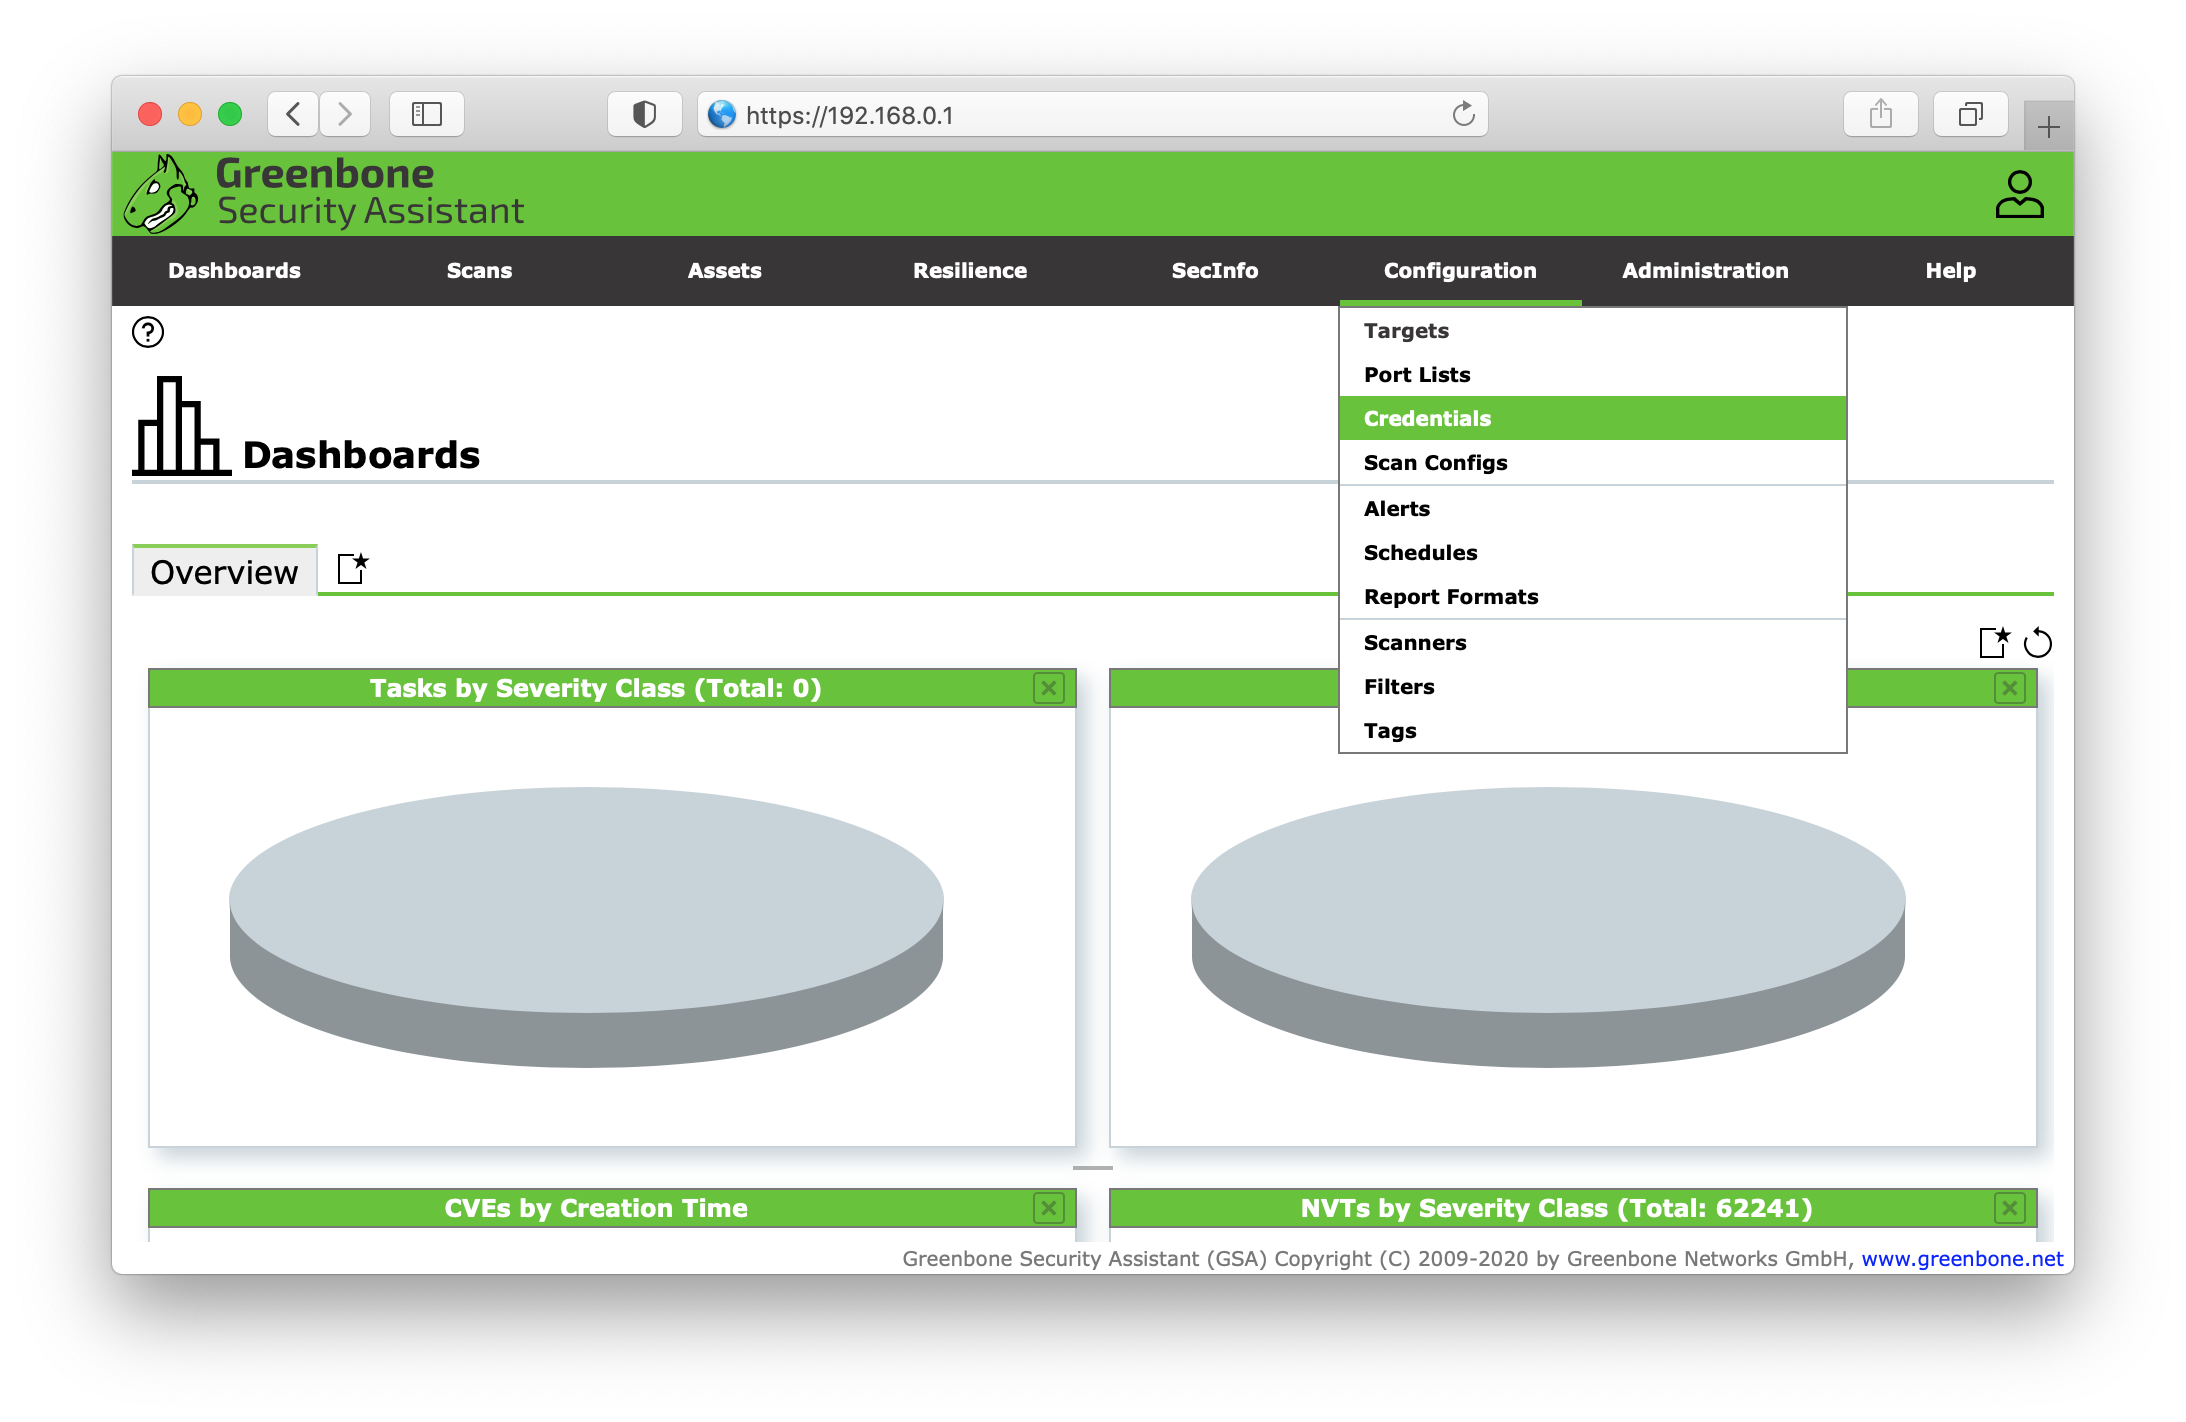 https://192.168.0.1
Greenbone
Security Assistant
Dashboards Scans Assets Resilience SecInfo Configuration Administration Help
Targets
Port Lists
Credentials
Scan Configs
Alerts
Schedules
Report Formats
Scanners
Filters
Tags
Dashboards
Overview
Tasks by Severity Class (Total: 0)
CVEs by Creation Time
NVTs by Severity Class (Total: 62241)
Greenbone Security Assistant (GSA) Copyright (C) 2009-2020 by Greenbone Networks GmbH, www.greenbone.net